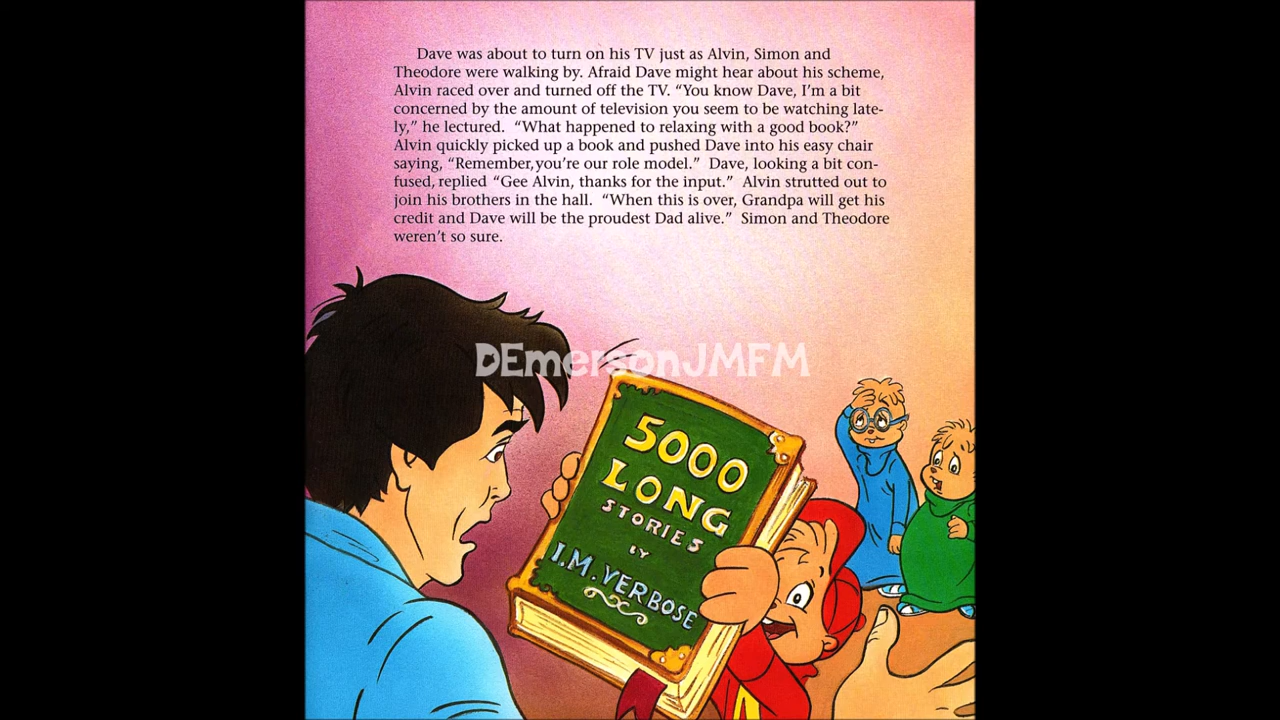 Dave was about to turn on his TV just as Alvin, Simon and
Theodore were walking by. Afraid Dave might hear about his scheme,
Alvin raced over and turned off the TV. “You know Dave, I’m a bit
concerned by the amount of television you seem to be watching late-
ly,” he lectured.  “What happened to relaxing with a good book?”
Alvin quickly picked up a book and pushed Dave into his easy chair
saying, “Remember,you’re our role model.”  Dave, looking a bit con-
fused, replied “Gee Alvin, thanks for the input.”  Alvin strutted out to
join his brothers in the hall.  “When this is over, Grandpa will get his
credit and Dave will be the proudest Dad alive.”  Simon and Theodore
weren’t so sure.
DEmersonJMFM
5000
LONG
STORIES
BY
I.M. VERBOSE